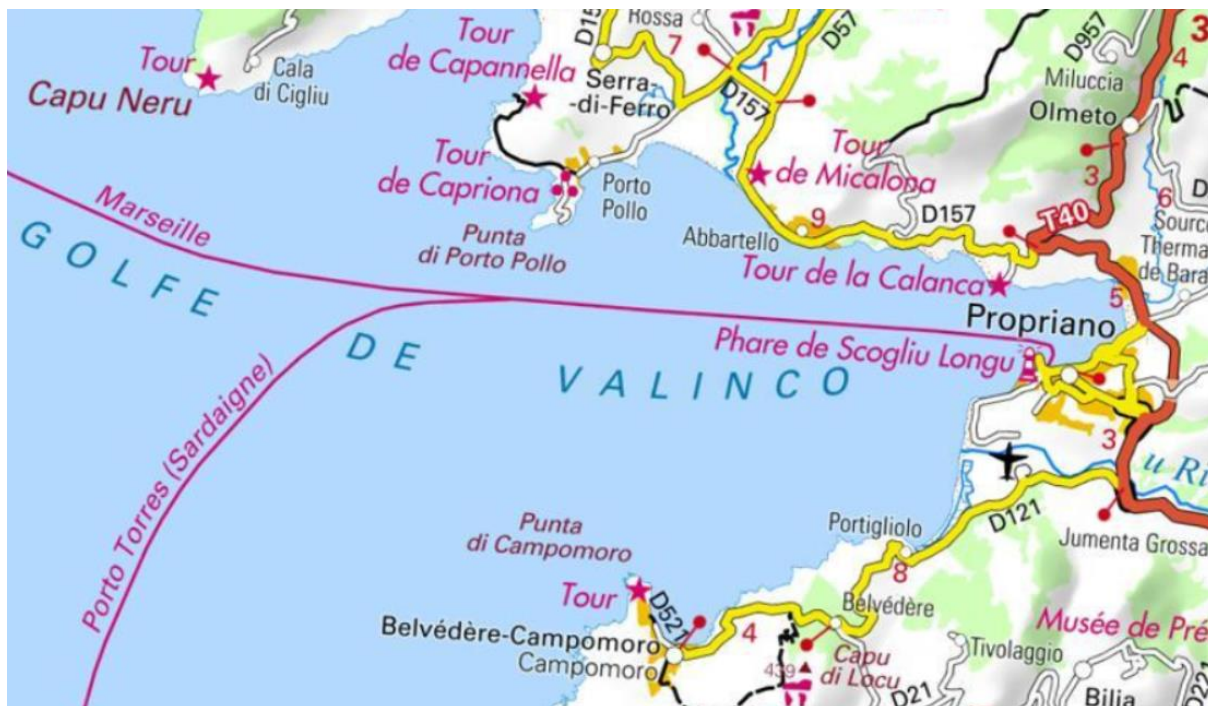 D15
Rossa
D57
D957
3
4
Tour
Tour
de Capannella
7
1
Cala
di Cigliu
Capu Neru
Serra-
-di-Ferro
D157
Miluccia
Olmeto
Tour
de Capriona
Porto
Pollo
Tour
de Micalona
3
D
6
Marseille
Punta
di Porto Pollo
Abbartello
9
D157
T40
Source
Therma
de Bara
GOLFE DE VALINCO
Tour de la Calanca
5
Propriano
Phare de Scogliu Longu
3
Porto Torres (Sardaigne)
u Ri
Punta
di Campomoro
Portigliolo
D121
Jumenta Grossa
8
Tour
D521
Belvédère-Campomoro
Campomoro
4
Belvédère
Musée de Pré
Capu
di Locu
439
Tivolaggio
D21
Bilia
D221